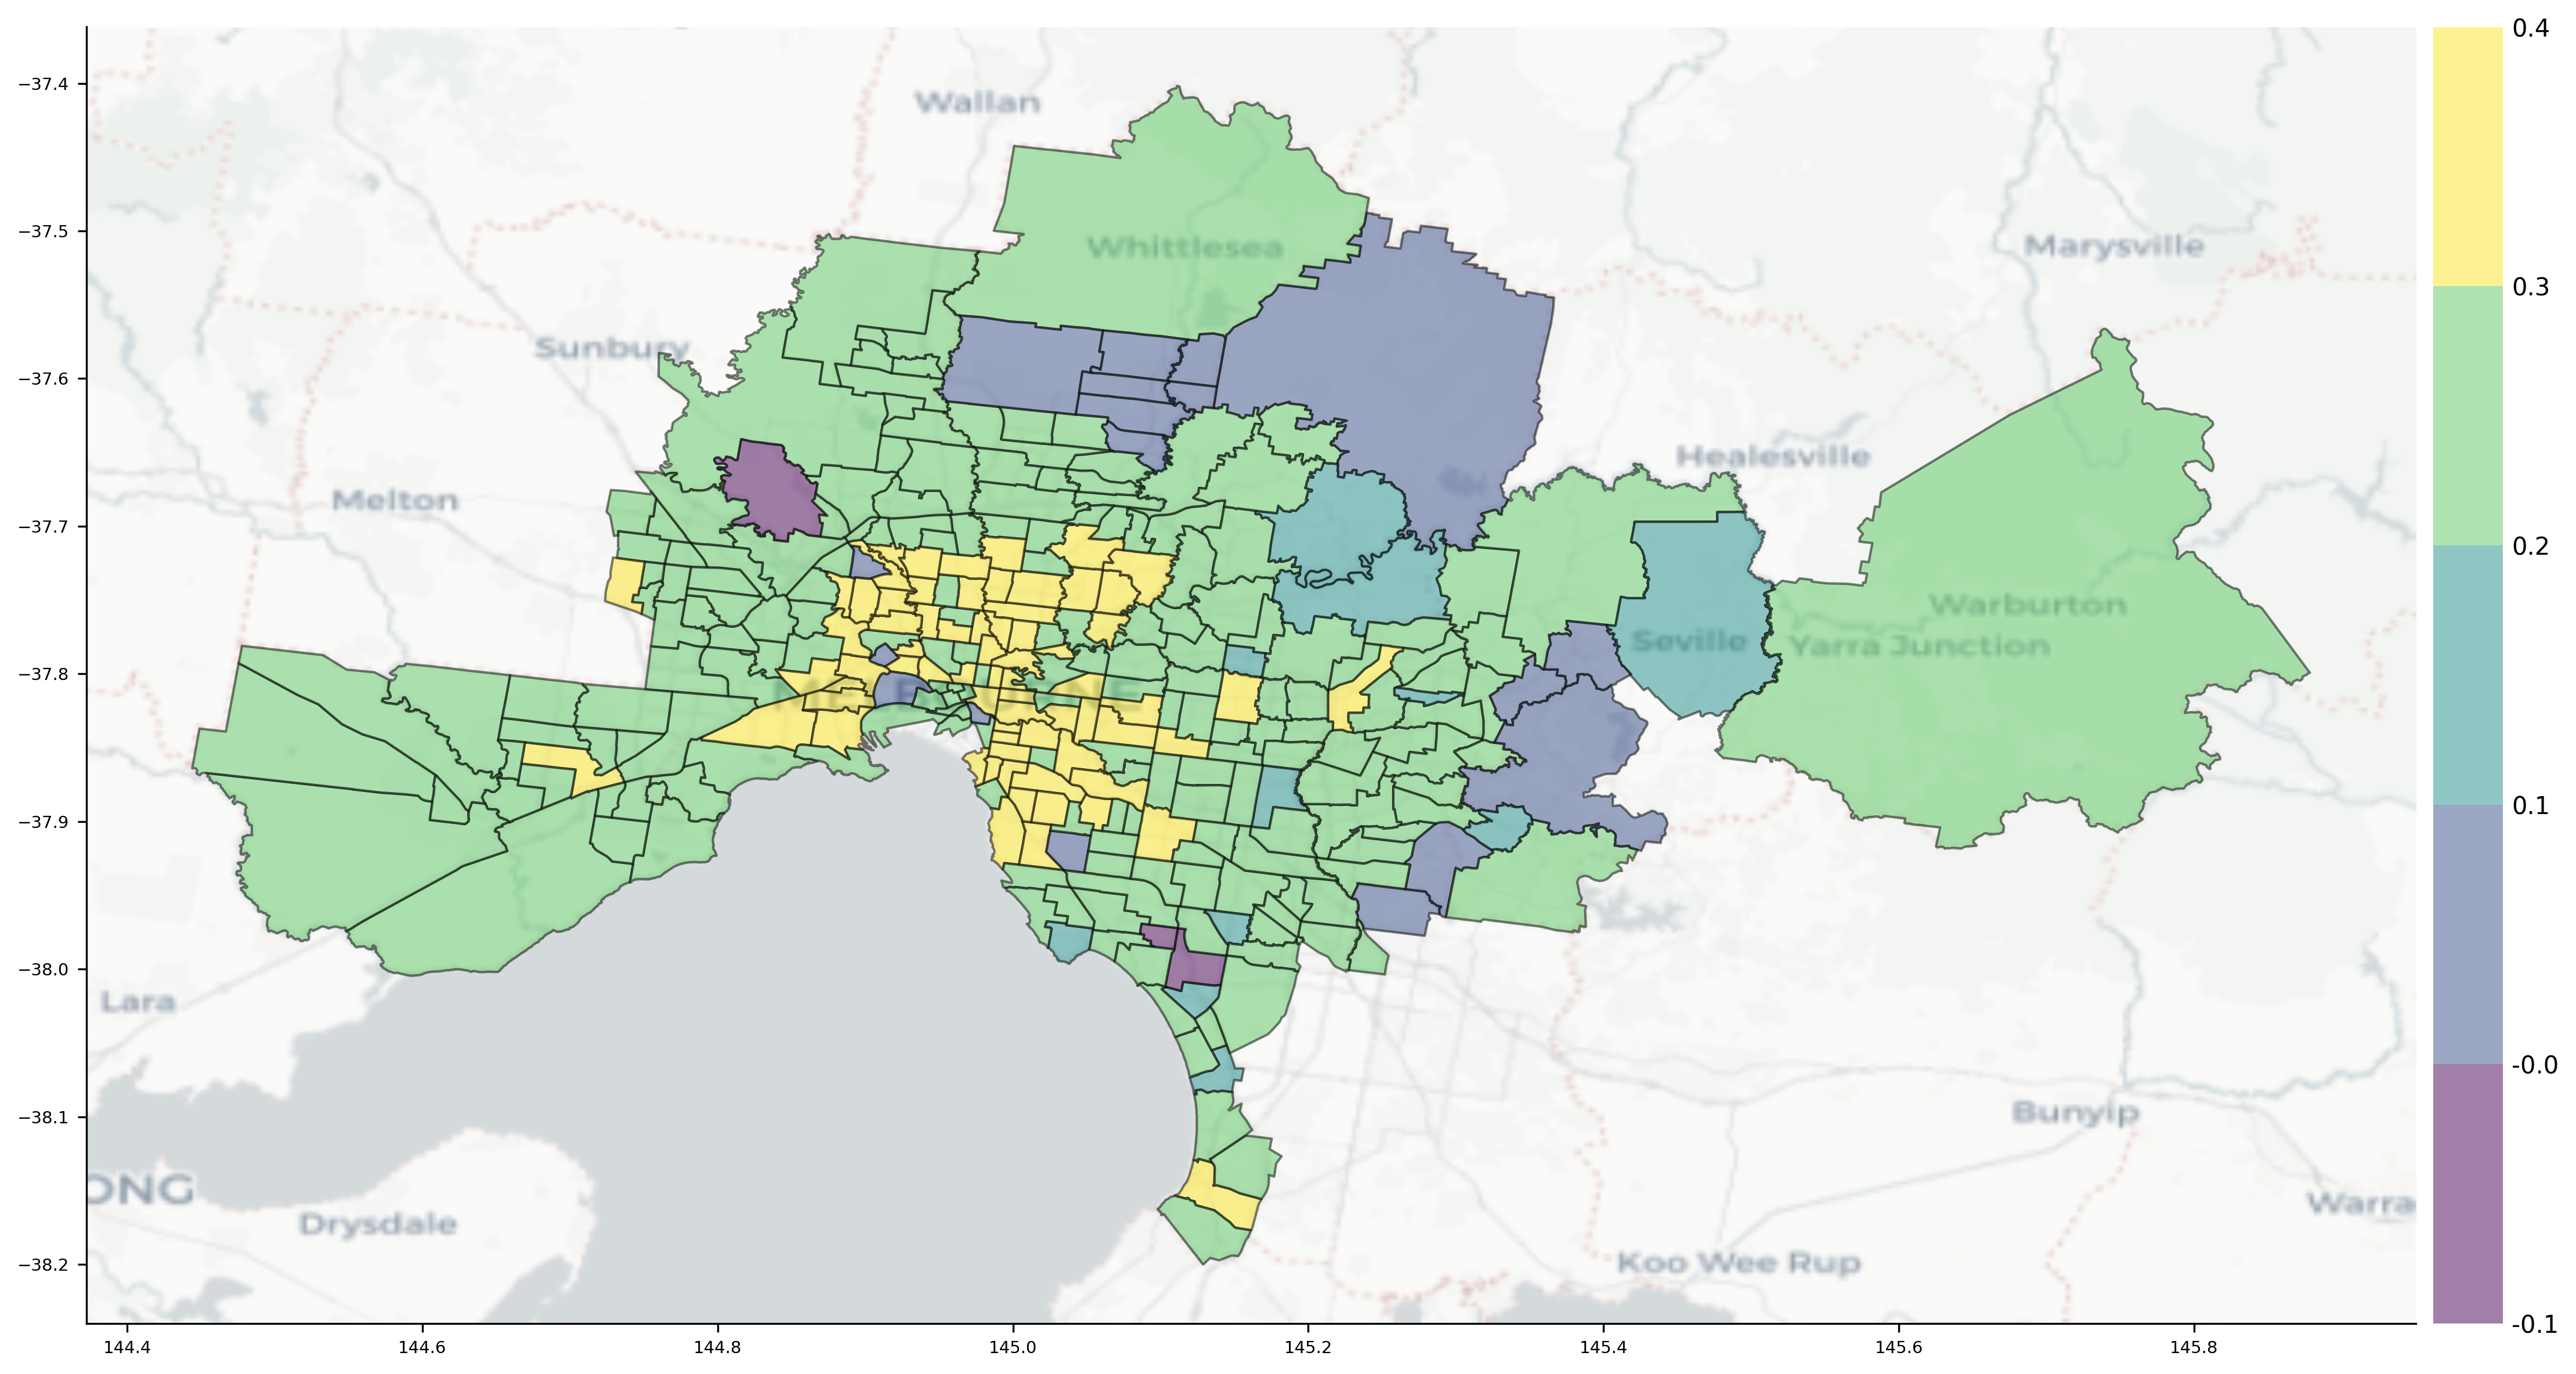 Wallan
Whittlesea
Marysville
Sunbury
Healesville
Melton
Warburton
Seville
Yarra Junction
MELBOURNE
Lara
Bunyip
ONG
Drysdale
Warra
Koo Wee Rup
−37.4
−37.5
−37.6
−37.7
−37.8
−37.9
−38.0
−38.1
−38.2
144.4
144.6
144.8
145.0
145.2
145.4
145.6
145.8
0.4
0.3
0.2
0.1
-0.0
-0.1